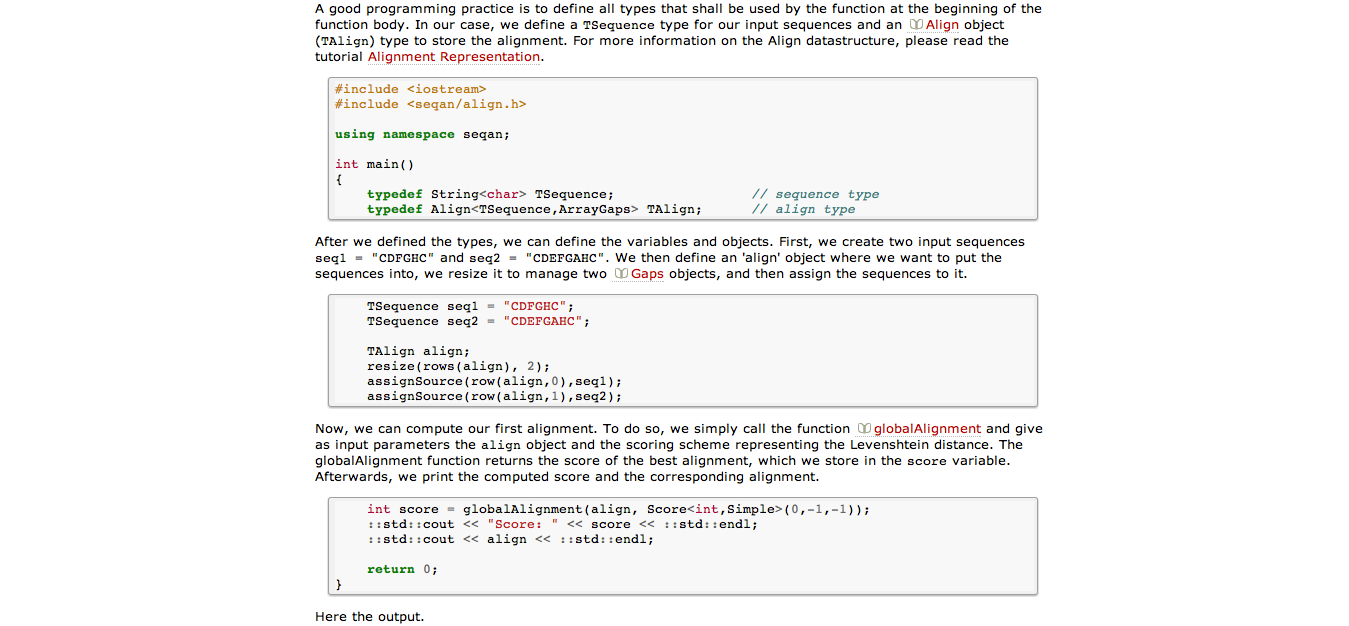 A good programming practice is to define all types that shall be used by the function at the beginning of the
function body. In our case, we define a TSequence type for our input sequences and an Align object
(TAlign) type to store the alignment. For more information on the Align datastructure, please read the
tutorial Alignment Representation.
#include <iostream>
#include <seqan/align.h>
using namespace seqan;
int main()
{
typedef String<char> TSequence; // sequence type
typedef Align<TSequence,ArrayGaps> TAlign; // align type
After we defined the types, we can define the variables and objects. First, we create two input sequences
seq1 = "CDFGHC" and seq2 = "CDEFGAHC". We then define an 'align' object where we want to put the
sequences into, we resize it to manage two Gaps objects, and then assign the sequences to it.
TSequence seq1 = "CDFGHC";
TSequence seq2 = "CDEFGAHC";
TAlign align;
resize(rows(align), 2);
assignSource(row(align,0),seq1);
assignSource(row(align,1),seq2);
Now, we can compute our first alignment. To do so, we simply call the function globalAlignment and give
as input parameters the align object and the scoring scheme representing the Levenshtein distance. The
globalAlignment function returns the score of the best alignment, which we store in the score variable.
Afterwards, we print the computed score and the corresponding alignment.
int score = globalAlignment(align, Score<int,Simple>(0,-1,-1));
::std::cout << "Score: " << score << ::std::endl;
::std::cout << align << ::std::endl;
return 0;
}
Here the output.